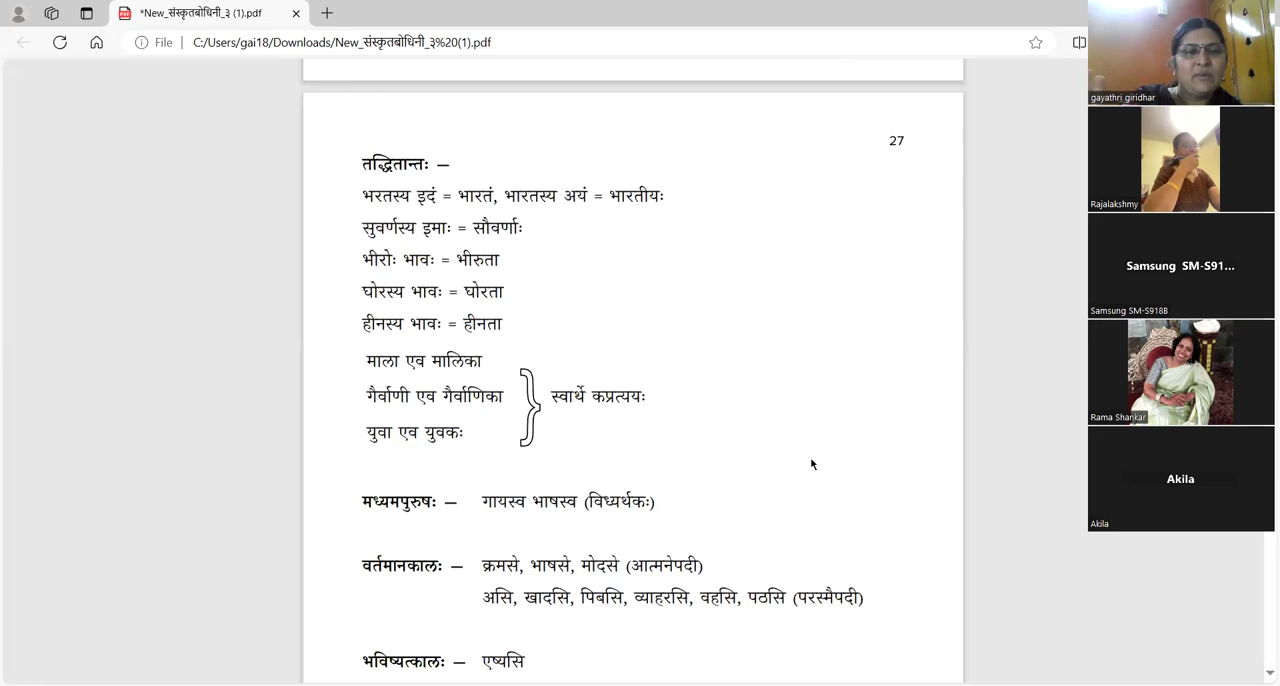 *New_संस्कृतबोधिनी_३ (1).pdf
File | C:/Users/gai18/Downloads/New_संस्कृतबोधिनी_३%20(1).pdf
27
तद्धितान्तः –
भरतस्य इदं = भारतं, भारतस्य अयं = भारतीयः
सुवर्णस्य इमाः = सौवर्णाः
भीरोः भावः = भीरुता
घोरस्य भावः = घोरता
हीनस्य भावः = हीनता
माला एव मालिका
गैर्वाणी एव गैर्वाणिका } स्वार्थे कप्रत्ययः
युवा एव युवकः
मध्यमपुरुषः – गायस्व भाषस्व (विध्यर्थकः)
वर्तमानकालः – क्रमसे, भाषसे, मोदसे (आत्मनेपदी)
असि, खादसि, पिबसि, व्याहरसि, वहसि, पठसि (परस्मैपदी)
भविष्यत्कालः – एष्यसि
gayathri giridhar
Rajalakshmy
Samsung SM-S91...
Samsung SM-S918B
Rama Shankar
Akila
Akila